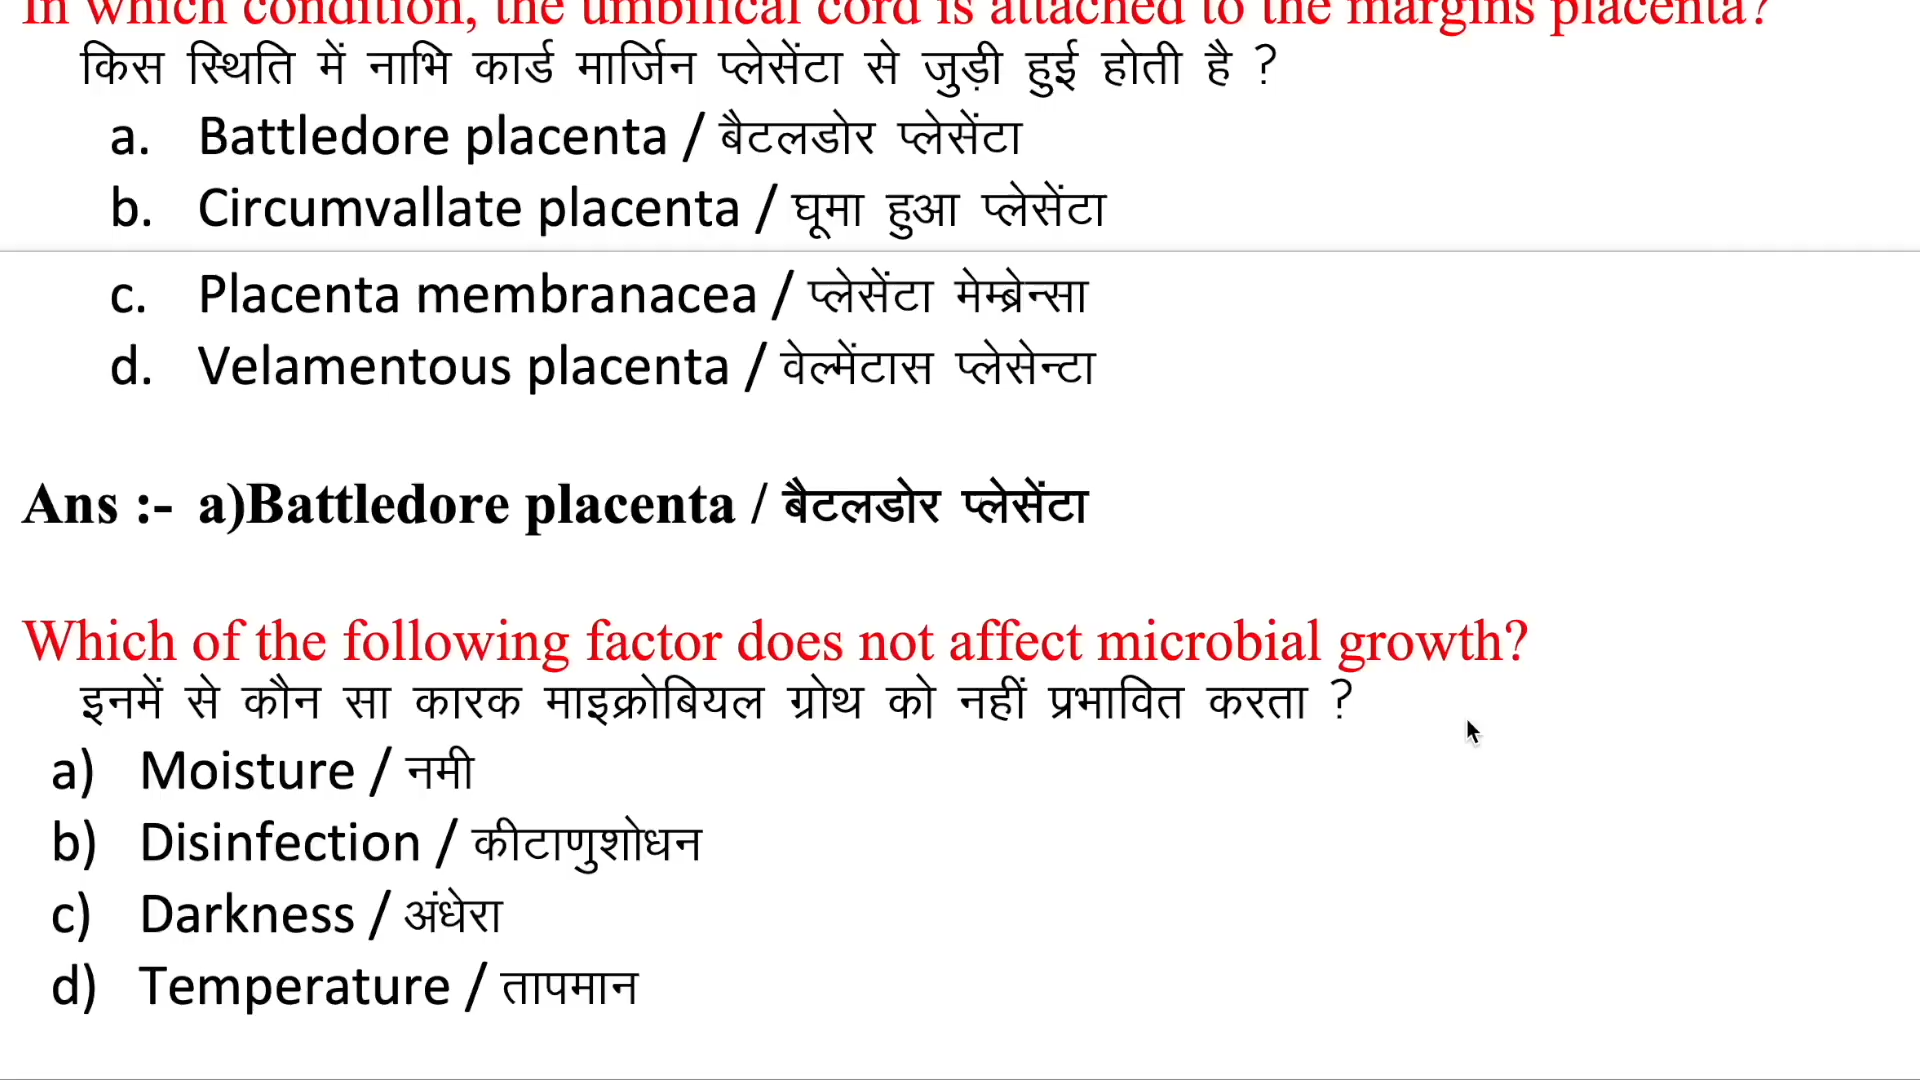 In which condition, the umbilical cord is attached to the margins placenta?
किस स्थिति में नाभि कार्ड मार्जिन प्लेसेंटा से जुड़ी हुई होती है ?
a. Battledore placenta / बैटलडोर प्लेसेंटा
b. Circumvallate placenta / घूमा हुआ प्लेसेंटा
c. Placenta membranacea / प्लेसेंटा मेम्ब्रेन्सा
d. Velamentous placenta / वेल्मेंटास प्लेसेन्टा
Ans :- a)Battledore placenta / बैटलडोर प्लेसेंटा
Which of the following factor does not affect microbial growth?
इनमें से कौन सा कारक माइक्रोबियल ग्रोथ को नहीं प्रभावित करता ?
a) Moisture / नमी
b) Disinfection / कीटाणुशोधन
c) Darkness / अंधेरा
d) Temperature / तापमान